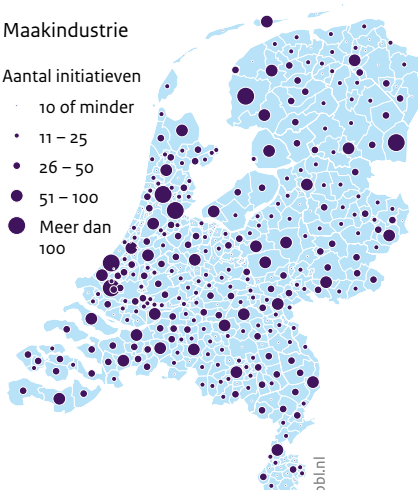 Maakindustrie
Aantal initiatieven
10 of minder
11 – 25
26 – 50
51 – 100
Meer dan
100
pbl.nl